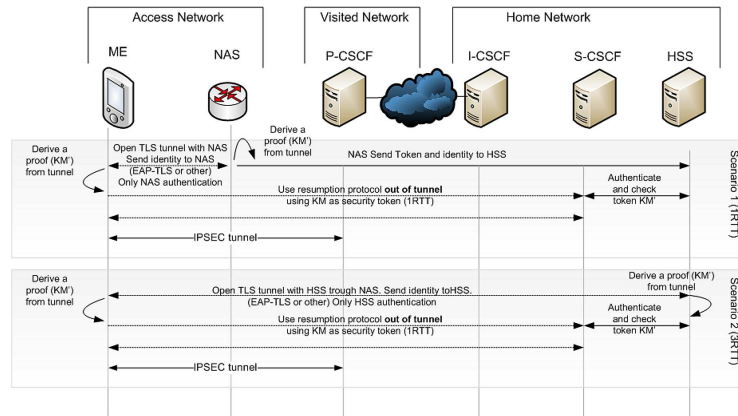 Access Network
Visited Network
Home Network
ME
NAS
P-CSCF
I-CSCF
S-CSCF
HSS
Derive a
proof (KM')
from tunnel
Open TLS tunnel with NAS
Send identity to NAS
(EAP-TLS or other)
Only NAS authentication
Derive a
proof (KM')
from tunnel
NAS Send Token and identity to HSS
Use resumption protocol out of tunnel
using KM as security token (1RTT)
Authenticate
and check
token KM'
IPSEC tunnel
Scenario 1 (1RTT)
Derive a
proof (KM')
from tunnel
Open TLS tunnel with HSS trough NAS. Send identity toHSS.
(EAP-TLS or other) Only HSS authentication
Derive a proof (KM')
from tunnel
Use resumption protocol out of tunnel
using KM as security token (1RTT)
Authenticate
and check
token KM'
IPSEC tunnel
Scenario 2 (3RTT)